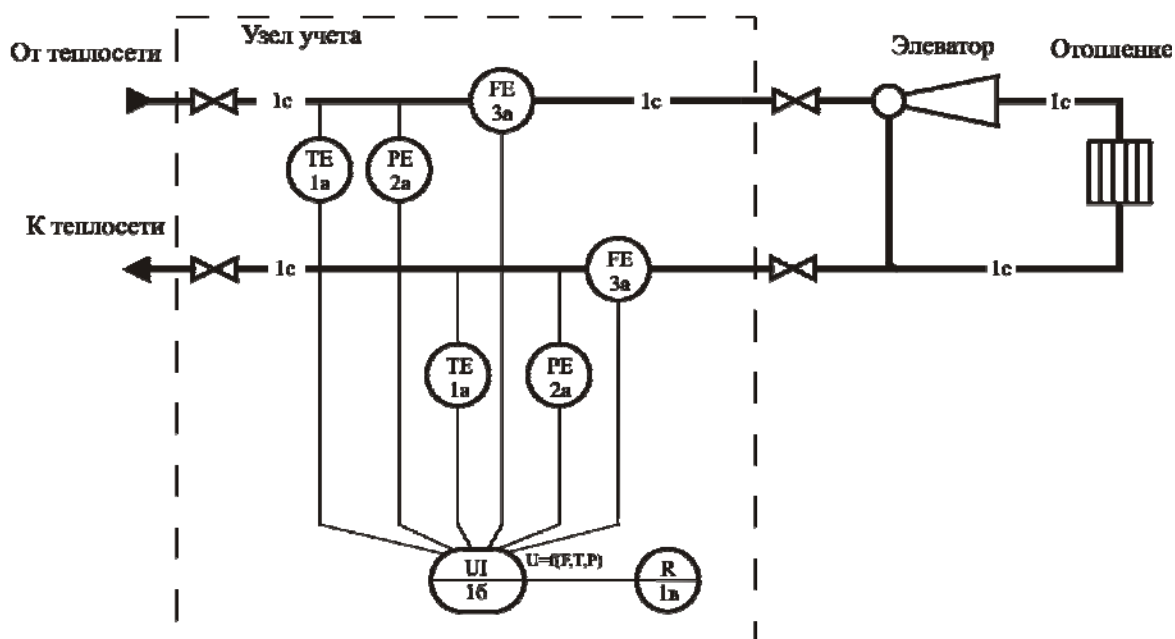 Узел учета
От теплосети
Элеватор
Отопление
1с
FE
3а
1с
1с
TE
1а
PE
2а
К теплосети
1с
FE
3а
1с
TE
1а
PE
2а
UI
1б
U=f(F,T,P)
R
1в